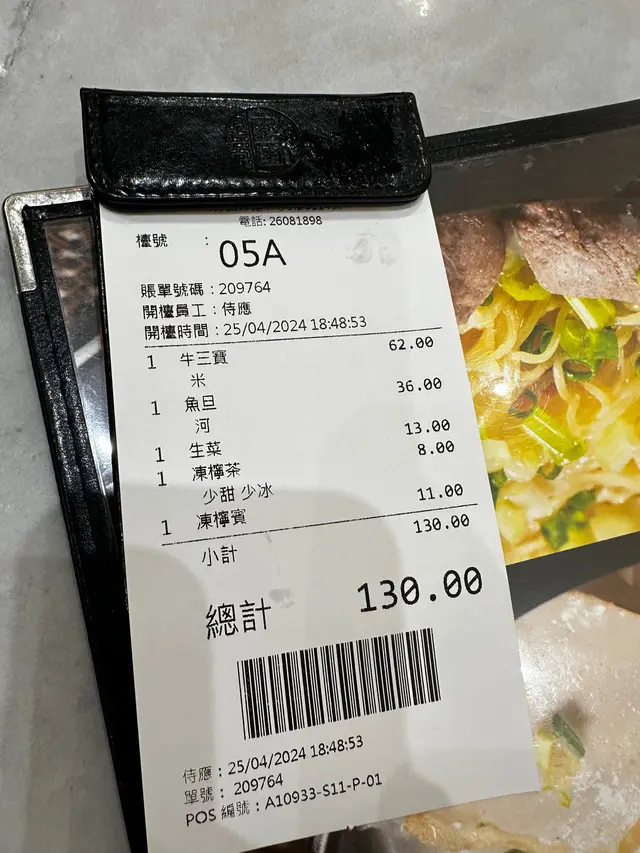 電話: 26081898
檯號 : 05A
賬單號碼 : 209764
開檯員工 : 侍應
開檯時間 : 25/04/2024 18:48:53
1 牛三寶 62.00
米
1 魚旦 36.00
河
1 生菜 13.00
1 凍檸茶 8.00
少甜 少冰
1 凍檸賓 11.00
小計 130.00
總計 130.00
侍應 : 25/04/2024 18:48:53
單號 : 209764
POS 編號 : A10933-S11-P-01